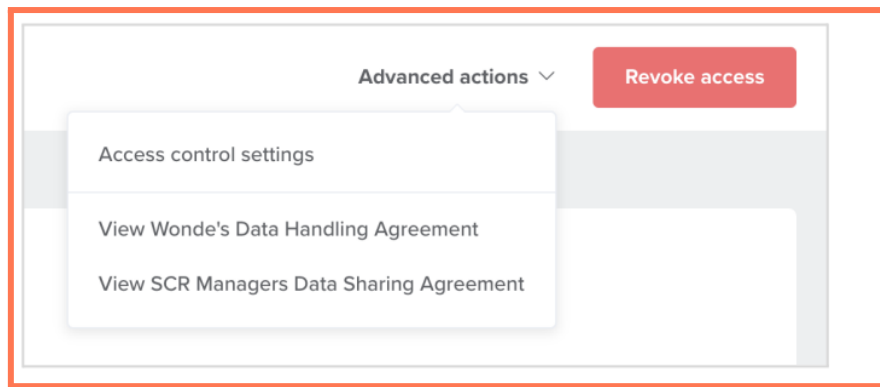 Advanced actions
Revoke access
Access control settings
View Wonde's Data Handling Agreement
View SCR Managers Data Sharing Agreement